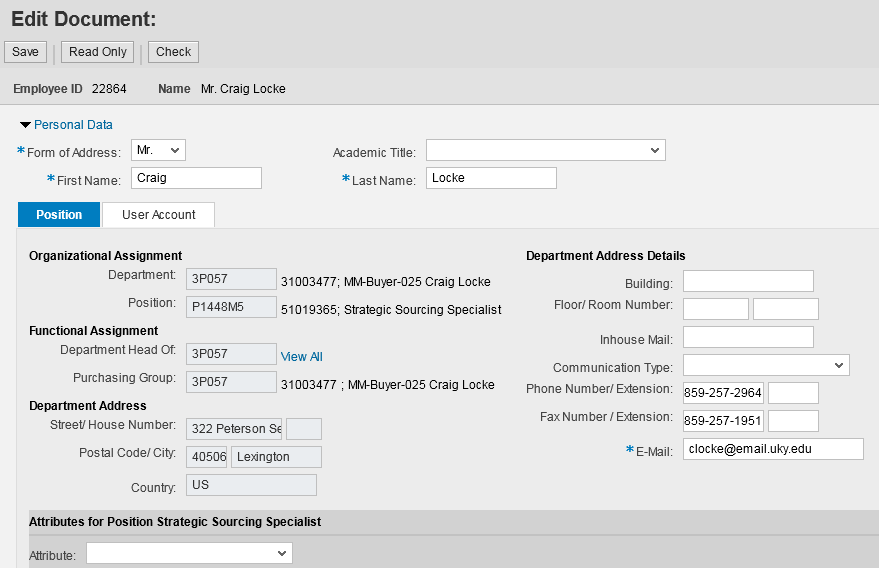 Edit Document:
Save Read Only Check
Employee ID 22864 Name Mr. Craig Locke
Personal Data
* Form of Address: Mr. Academic Title:
* First Name: Craig * Last Name: Locke
Position User Account
Organizational Assignment
Department: 3P057 31003477; MM-Buyer-025 Craig Locke
Position: P1448M5 51019365; Strategic Sourcing Specialist
Functional Assignment
Department Head Of: 3P057 View All
Purchasing Group: 3P057 31003477 ; MM-Buyer-025 Craig Locke
Department Address
Street/ House Number: 322 Peterson Se
Postal Code/ City: 40506 Lexington
Country: US
Department Address Details
Building:
Floor/ Room Number:
Inhouse Mail:
Communication Type:
Phone Number/ Extension: 859-257-2964
Fax Number / Extension: 859-257-1951
* E-Mail: clocke@email.uky.edu
Attributes for Position Strategic Sourcing Specialist
Attribute: